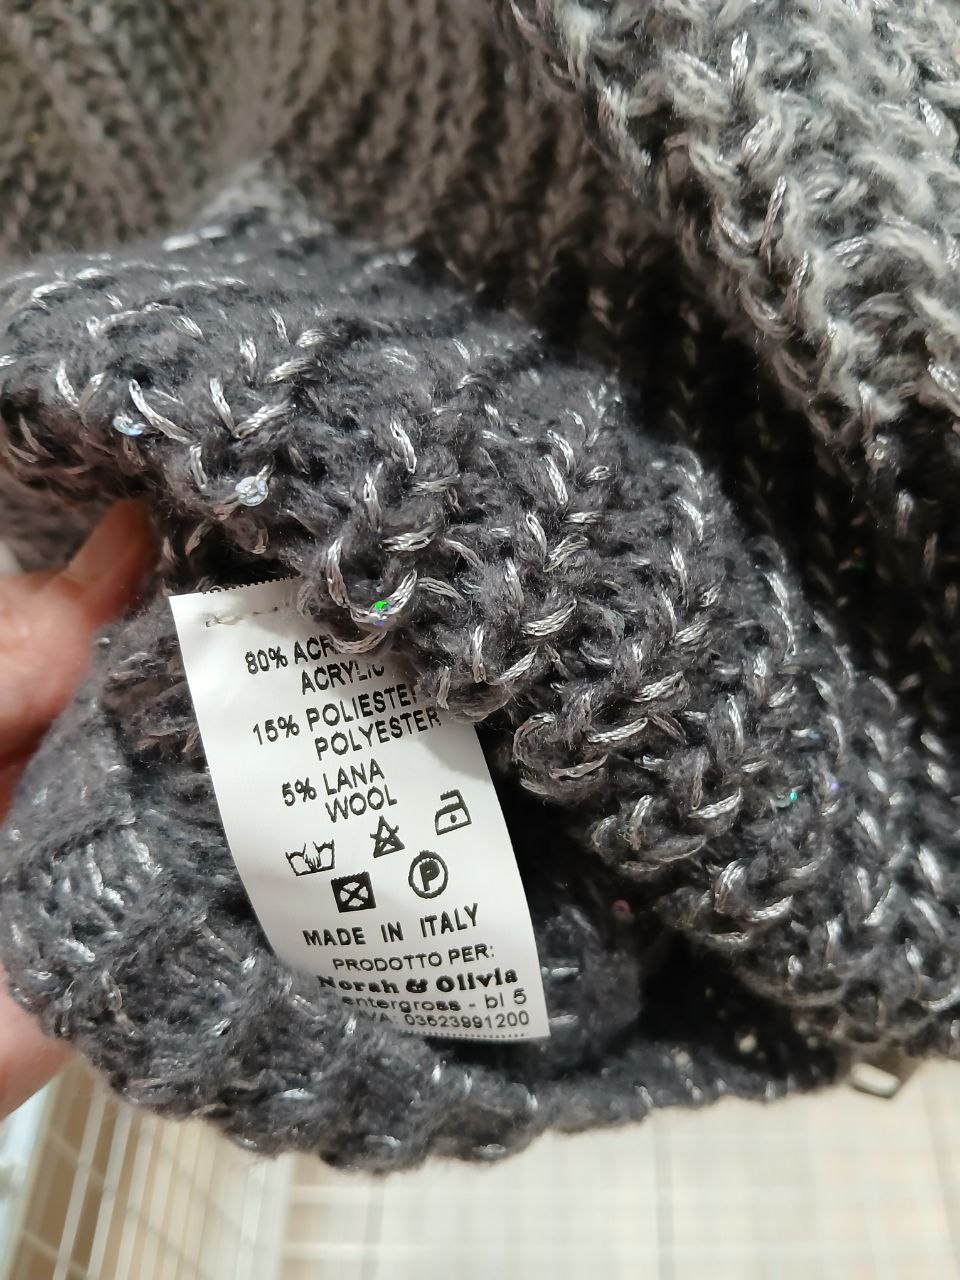 80%
ACRYLIC
15% POLIESTER
POLYESTER
5% LANA
WOOL
P
MADE IN ITALY
PRODOTTO PER:
Norah & Olivia
entergross - bl 5
IVA: 03623991200